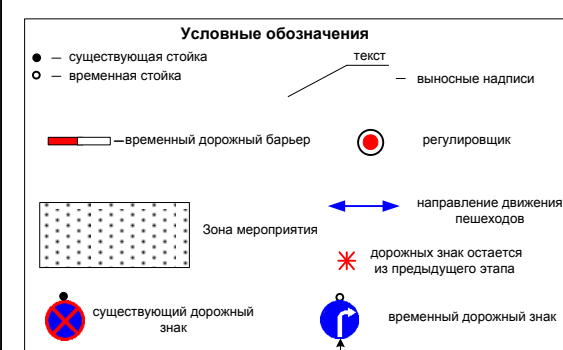 Условные обозначения
— существующая стойка
— временная стойка
текст
— выносные надписи
—временный дорожный барьер
регулировщик
Зона мероприятия
направление движения
пешеходов
дорожных знак остается
из предыдущего этапа
существующий дорожный
знак
временный дорожный знак